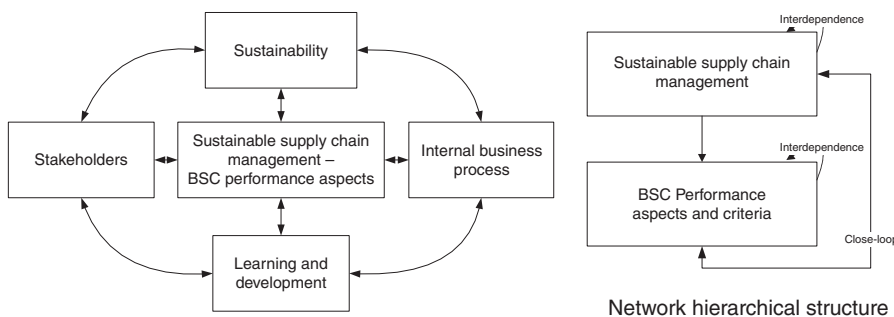 Sustainability
Stakeholders
Sustainable supply chain
management –
BSC performance aspects
Internal business
process
Learning and
development
Interdependence
Sustainable supply chain
management
Interdependence
BSC Performance
aspects and criteria
Close-loop
Network hierarchical structure